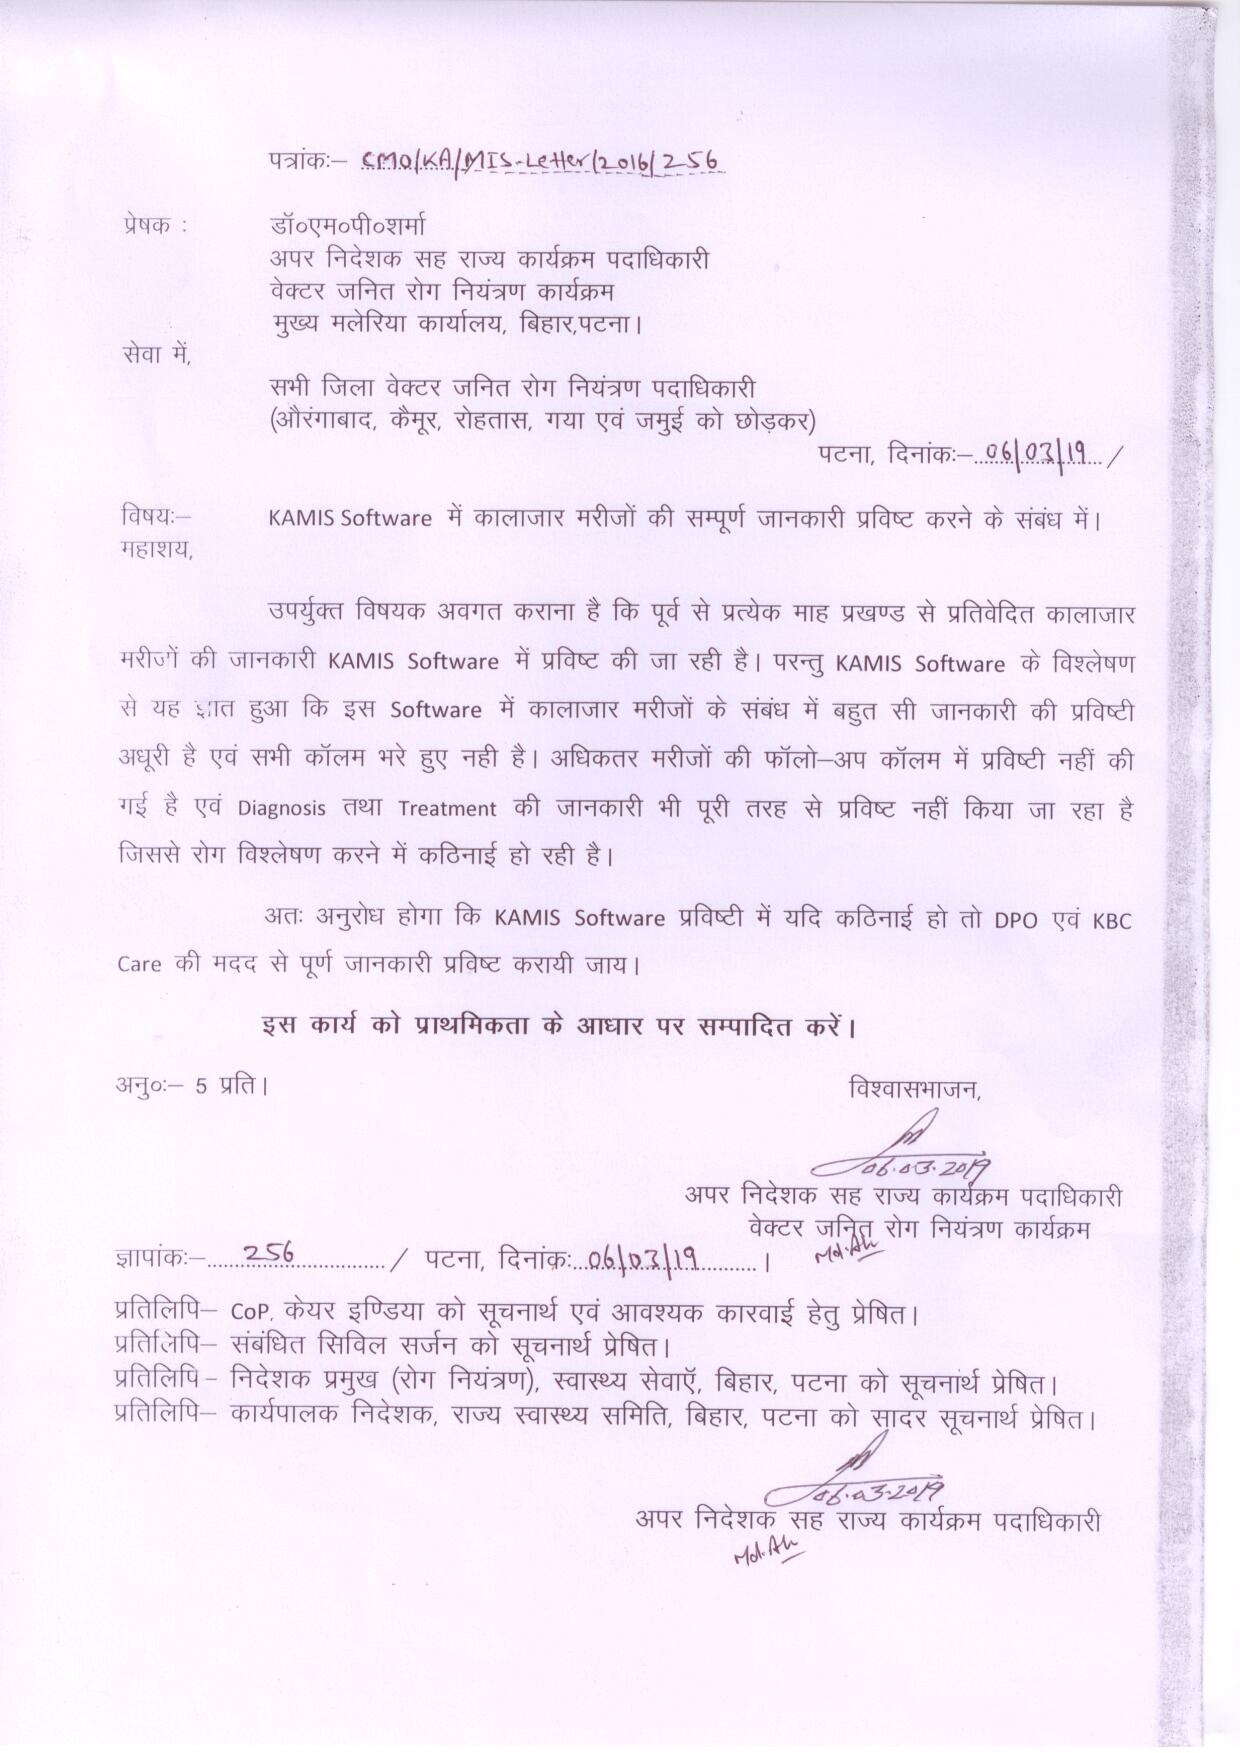 पत्रांकः– CMO/KA/MIS-Letter/2016/256
प्रेषक : डॉ०एम०पी०शर्मा
अपर निदेशक सह राज्य कार्यक्रम पदाधिकारी
वेक्टर जनित रोग नियंत्रण कार्यक्रम
मुख्य मलेरिया कार्यालय, बिहार,पटना।
सेवा में,
सभी जिला वेक्टर जनित रोग नियंत्रण पदाधिकारी
(औरंगाबाद, कैमूर, रोहतास, गया एवं जमुई को छोड़कर)
पटना, दिनांकः–..06/03/19.../
विषयः– KAMIS Software में कालाजार मरीजों की सम्पूर्ण जानकारी प्रविष्ट करने के संबंध में।
महाशय,
उपर्युक्त विषयक अवगत कराना है कि पूर्व से प्रत्येक माह प्रखण्ड से प्रतिवेदित कालाजार
मरीजों की जानकारी KAMIS Software में प्रविष्ट की जा रही है। परन्तु KAMIS Software के विश्लेषण
से यह ज्ञात हुआ कि इस Software में कालाजार मरीजों के संबंध में बहुत सी जानकारी की प्रविष्टी
अधूरी है एवं सभी कॉलम भरे हुए नही है। अधिकतर मरीजों की फॉलो–अप कॉलम में प्रविष्टी नहीं की
गई है एवं Diagnosis तथा Treatment की जानकारी भी पूरी तरह से प्रविष्ट नहीं किया जा रहा है
जिससे रोग विश्लेषण करने में कठिनाई हो रही है।
अतः अनुरोध होगा कि KAMIS Software प्रविष्टी में यदि कठिनाई हो तो DPO एवं KBC
Care की मदद से पूर्ण जानकारी प्रविष्ट करायी जाय।
इस कार्य को प्राथमिकता के आधार पर सम्पादित करें।
अनु०ः– 5 प्रति। विश्वासभाजन,
06.03.2019
अपर निदेशक सह राज्य कार्यक्रम पदाधिकारी
वेक्टर जनित रोग नियंत्रण कार्यक्रम
Md. Ali
ज्ञापांकः–.....256............../ पटना, दिनांकः..06/03/19..........।
प्रतिलिपि– CoP, केयर इण्डिया को सूचनार्थ एवं आवश्यक कारवाई हेतु प्रेषित।
प्रतिलिपि– संबंधित सिविल सर्जन को सूचनार्थ प्रेषित।
प्रतिलिपि– निदेशक प्रमुख (रोग नियंत्रण), स्वास्थ्य सेवाऍ, बिहार, पटना को सूचनार्थ प्रेषित।
प्रतिलिपि– कार्यपालक निदेशक, राज्य स्वास्थ्य समिति, बिहार, पटना को सादर सूचनार्थ प्रेषित।
06.03.2019
अपर निदेशक सह राज्य कार्यक्रम पदाधिकारी
Md. Ali